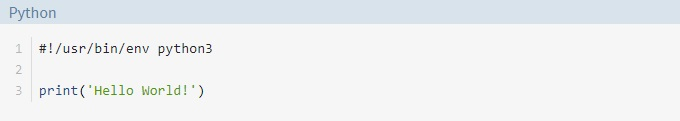 Python
1 #!/usr/bin/env python3
2
3 print('Hello World!')